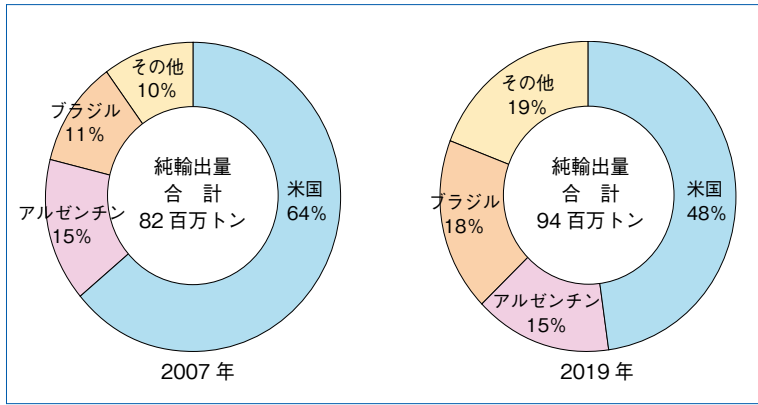 その他
10%
ブラジル
11%
アルゼンチン
15%
米国
64%
純輸出量
合 計
82 百万トン
2007 年
その他
19%
ブラジル
18%
アルゼンチン
15%
米国
48%
純輸出量
合 計
94 百万トン
2019 年